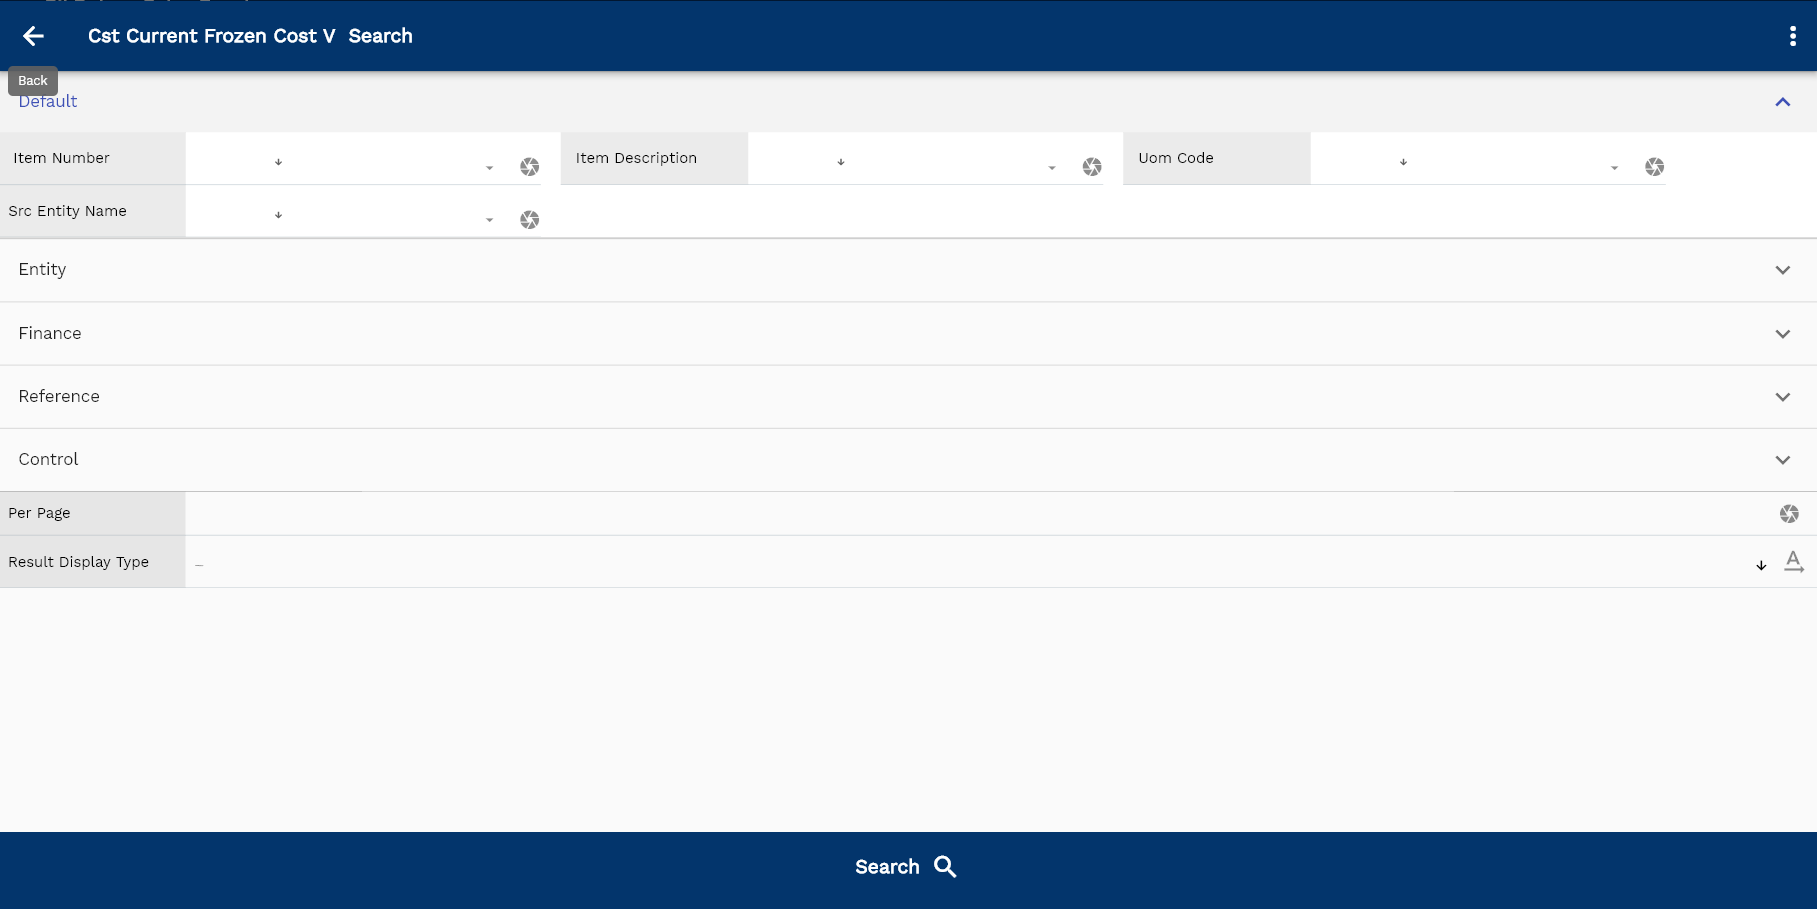 Cst Current Frozen Cost V  Search
Back
Default
Item Number
Item Description
Uom Code
Src Entity Name
Entity
Finance
Reference
Control
Per Page
Result Display Type
Search